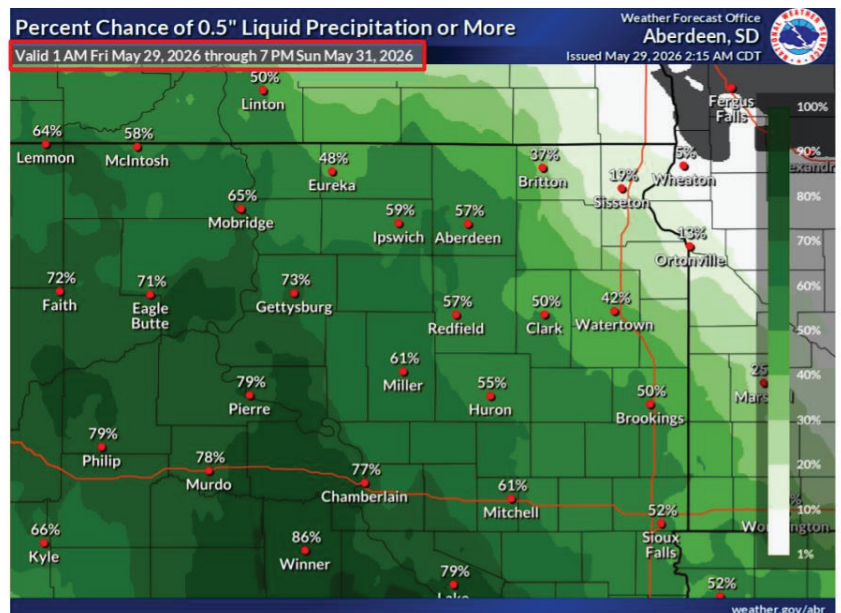 Percent Chance of 0.5" Liquid Precipitation or More
Valid 1 AM Fri May 29, 2026 through 7 PM Sun May 31, 2026
Weather Forecast Office
Aberdeen, SD
Issued May 29, 2026 2:15 AM CDT
NATIONAL WEATHER SERVICE
50%
Linton
Fergus
Falls
100%
64%
Lemmon
58%
McIntosh
48%
Eureka
37%
Britton
19%
Sisseton
5%
Wheaton
90%
80%
65%
Mobridge
59%
Ipswich
57%
Aberdeen
13%
Ortonville
70%
72%
Faith
71%
Eagle
Butte
73%
Gettysburg
57%
Redfield
50%
Clark
42%
Watertown
60%
50%
61%
Miller
79%
Pierre
55%
Huron
50%
Brookings
40%
30%
79%
Philip
78%
Murdo
77%
Chamberlain
61%
Mitchell
52%
Sioux
Falls
20%
10%
1%
66%
Kyle
86%
Winner
79%
Lake
52%
weather.gov/abr